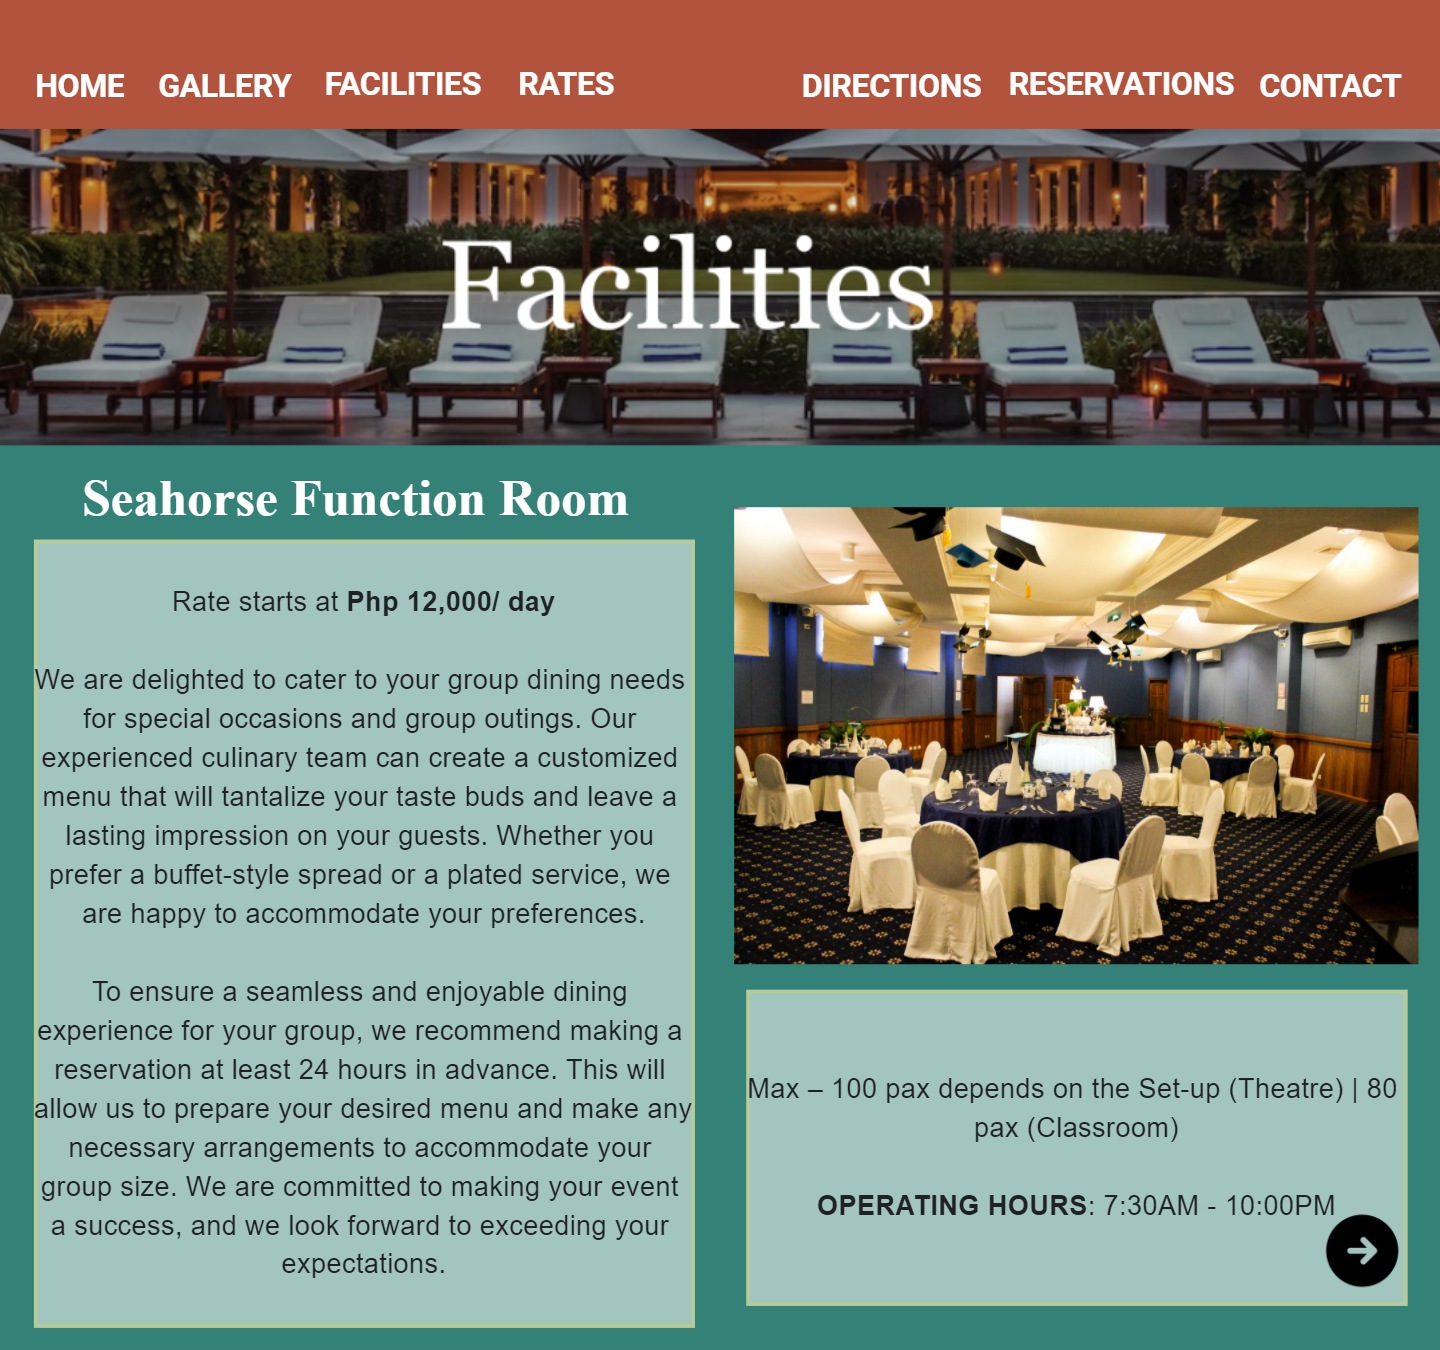 HOME GALLERY FACILITIES RATES DIRECTIONS RESERVATIONS CONTACT
Facilities
Seahorse Function Room
Rate starts at Php 12,000/ day
We are delighted to cater to your group dining needs
for special occasions and group outings. Our
experienced culinary team can create a customized
menu that will tantalize your taste buds and leave a
lasting impression on your guests. Whether you
prefer a buffet-style spread or a plated service, we
are happy to accommodate your preferences.
To ensure a seamless and enjoyable dining
experience for your group, we recommend making a
reservation at least 24 hours in advance. This will
allow us to prepare your desired menu and make any
necessary arrangements to accommodate your
group size. We are committed to making your event
a success, and we look forward to exceeding your
expectations.
Max – 100 pax depends on the Set-up (Theatre) | 80
pax (Classroom)
OPERATING HOURS: 7:30AM - 10:00PM